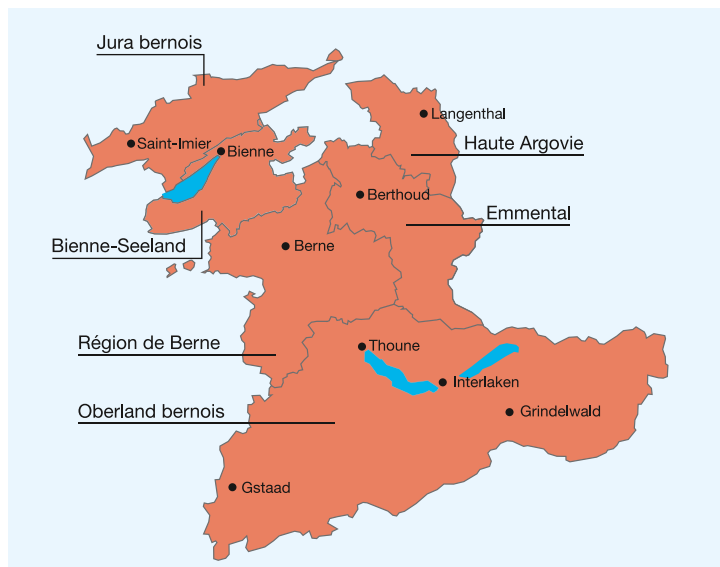 Jura bernois
Langenthal
Saint-Imier
Bienne
Haute Argovie
Berthoud
Emmental
Bienne-Seeland
Berne
Région de Berne
Thoune
Interlaken
Oberland bernois
Grindelwald
Gstaad